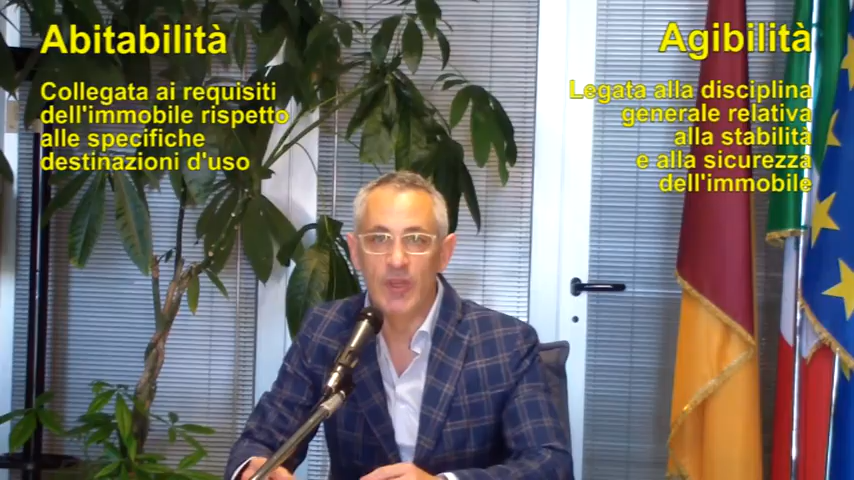 Abitabilità
Collegata ai requisiti
dell'immobile rispetto
alle specifiche
destinazioni d'uso
Agibilità
Legata alla disciplina
generale relativa
alla stabilità
e alla sicurezza
dell'immobile